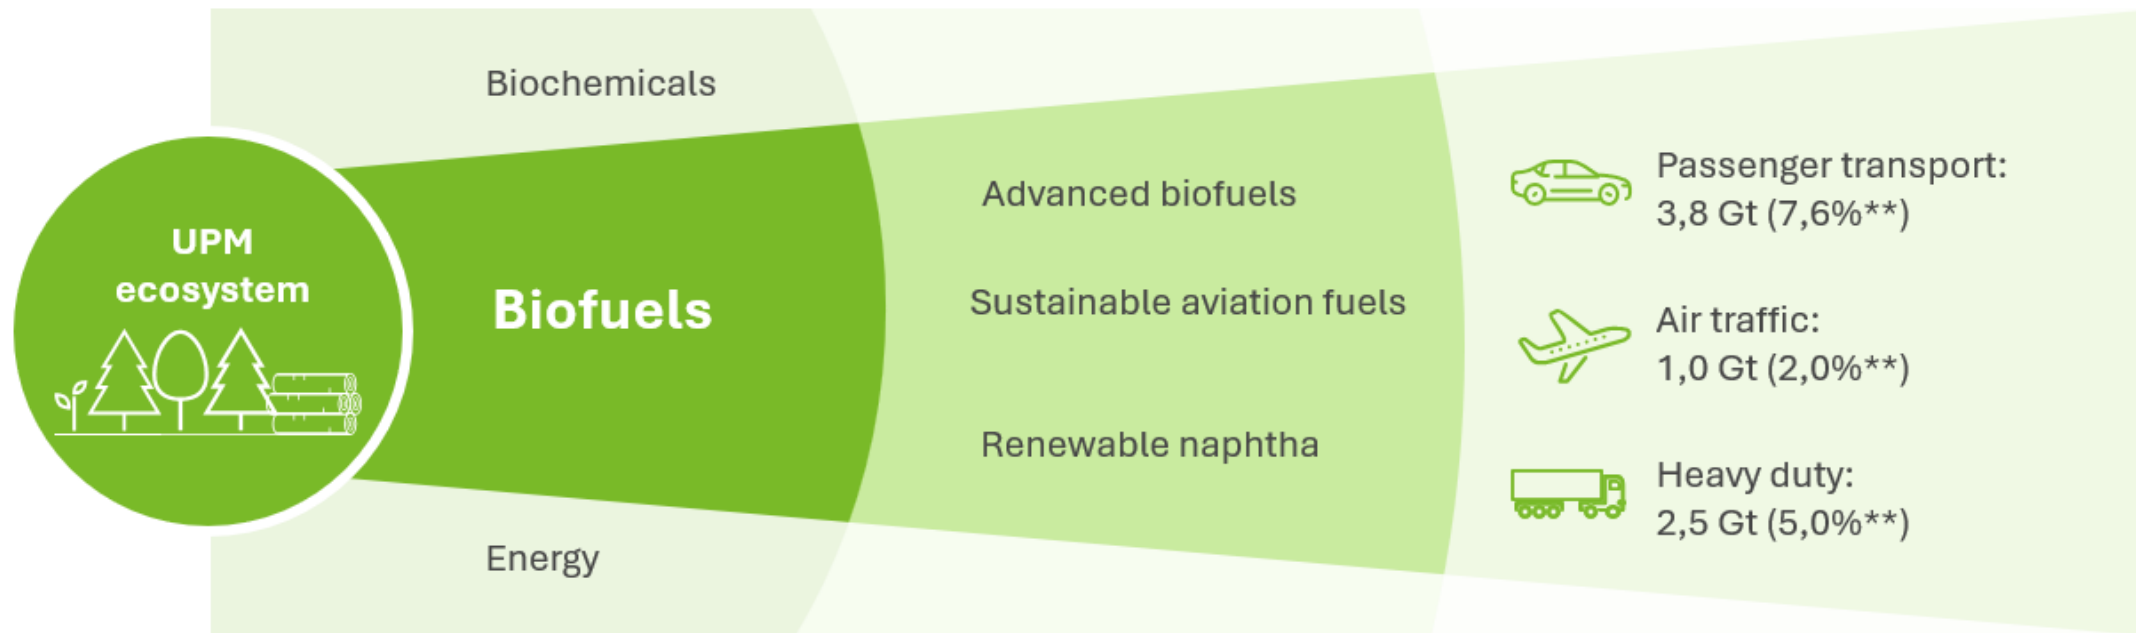 UPM
ecosystem
Biochemicals
Biofuels
Energy
Advanced biofuels
Sustainable aviation fuels
Renewable naphtha
Passenger transport:
3,8 Gt (7,6%**)
Air traffic:
1,0 Gt (2,0%**)
Heavy duty:
2,5 Gt (5,0%**)